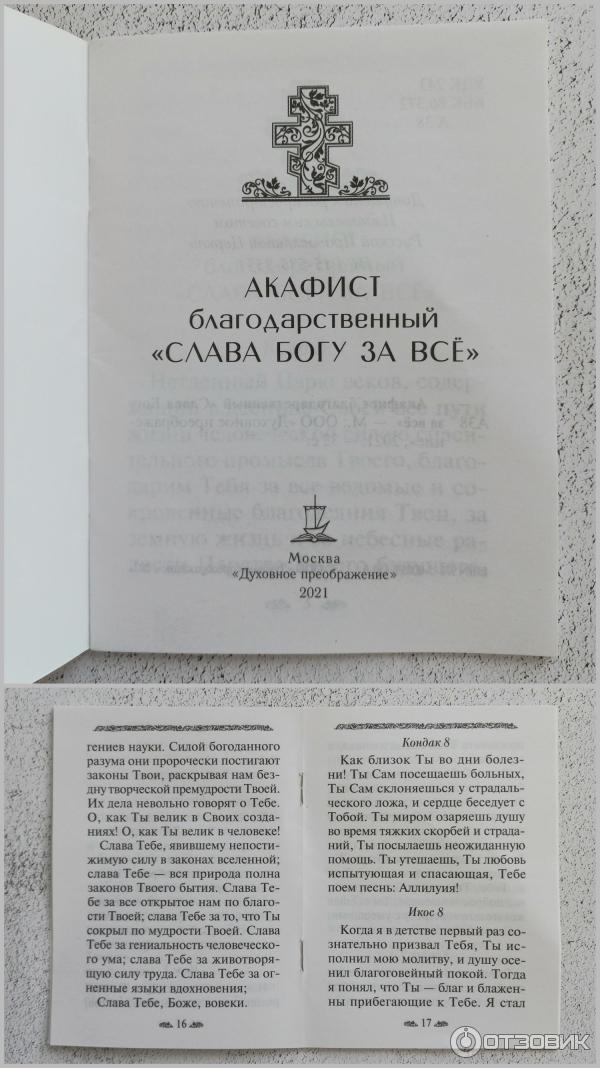 АКАФИСТ
благодарственный
«СЛАВА БОГУ ЗА ВСЁ»
Москва
«Духовное преображение»
2021
гениев науки. Силой богоданного
разума они пророчески постигают
законы Твои, раскрывая нам без-
дну творческой премудрости Твоей.
Их дела невольно говорят о Тебе.
О, как Ты велик в Своих созда-
ниях! О, как Ты велик в человеке!
Слава Тебе, явившему непости-
жимую силу в законах вселенной;
слава Тебе — вся природа полна
законов Твоего бытия. Слава Те-
бе за все открытое нам по благо-
сти Твоей; слава Тебе за то, что Ты
сокрыл по мудрости Твоей. Слава
Тебе за гениальность человеческо-
го ума; слава Тебе за животворя-
щую силу труда. Слава Тебе за ог-
ненные языки вдохновения;
Слава Тебе, Боже, вовеки.
16
Кондак 8
Как близок Ты во дни болез-
ни! Ты Сам посещаешь больных,
Ты Сам склоняешься у страдаль-
ческого ложа, и сердце беседует с
Тобой. Ты миром озаряешь душу
во время тяжких скорбей и страда-
ний, Ты посылаешь неожиданную
помощь. Ты утешаешь, Ты любовь
испытующая и спасающая, Тебе
поем песнь: Аллилуия!
Икос 8
Когда я в детстве первый раз со-
знательно призвал Тебя, Ты ис-
полнил мою молитву, и душу осе-
нил благоговейный покой. Тогда
я понял, что Ты — благ и блажен-
ны прибегающие к Тебе. Я стал
17
ОТЗОВИК